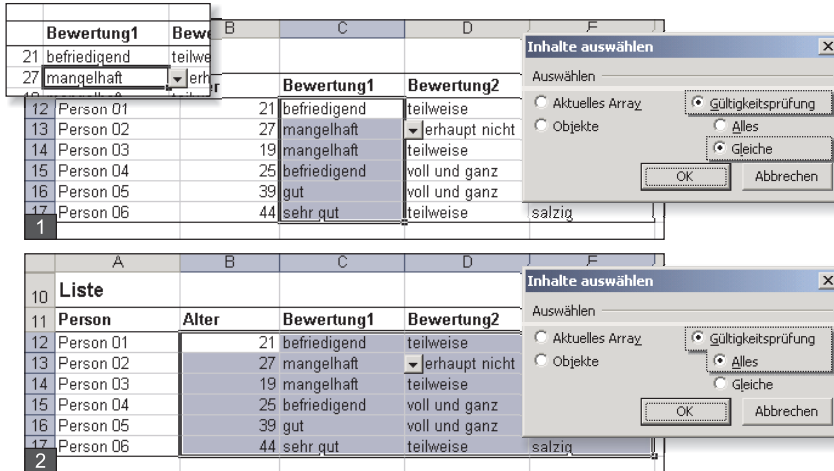 Bewertung1 Bewe
21 befriedigend teilwe
27 mangelhaft erh
B C D E
Bewertung1 Bewertung2
12 Person 01 21 befriedigend teilweise
13 Person 02 27 mangelhaft erhaupt nicht
14 Person 03 19 mangelhaft teilweise
15 Person 04 25 befriedigend voll und ganz
16 Person 05 39 gut voll und ganz
17 Person 06 44 sehr gut teilweise salzig
1
Inhalte auswählen
Auswählen
Aktuelles Array Gültigkeitsprüfung
Objekte Alles
Gleiche
OK Abbrechen
A B C D E
10 Liste
11 Person Alter Bewertung1 Bewertung2
12 Person 01 21 befriedigend teilweise
13 Person 02 27 mangelhaft erhaupt nicht
14 Person 03 19 mangelhaft teilweise
15 Person 04 25 befriedigend voll und ganz
16 Person 05 39 gut voll und ganz
17 Person 06 44 sehr gut teilweise salzig
2
Inhalte auswählen
Auswählen
Aktuelles Array Gültigkeitsprüfung
Objekte Alles
Gleiche
OK Abbrechen